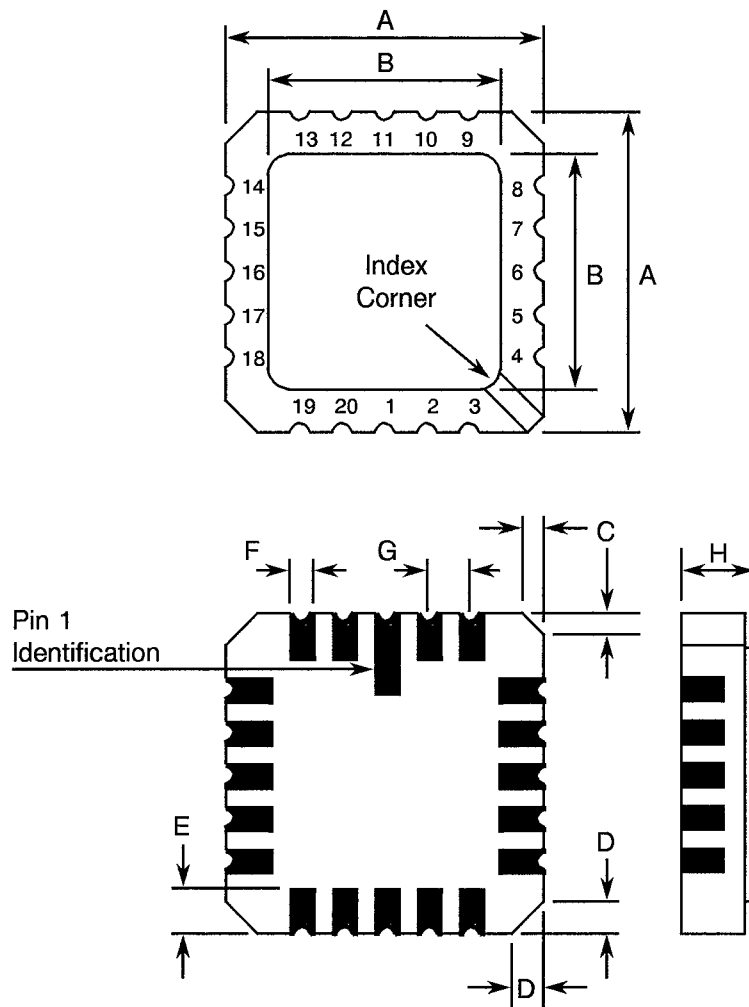 A
B
13 12 11 10 9
14 8
15 7
16 6
17 5
18 4
Index
Corner
B A
19 20 1 2 3
C
F G H
Pin 1
Identification
E D
D